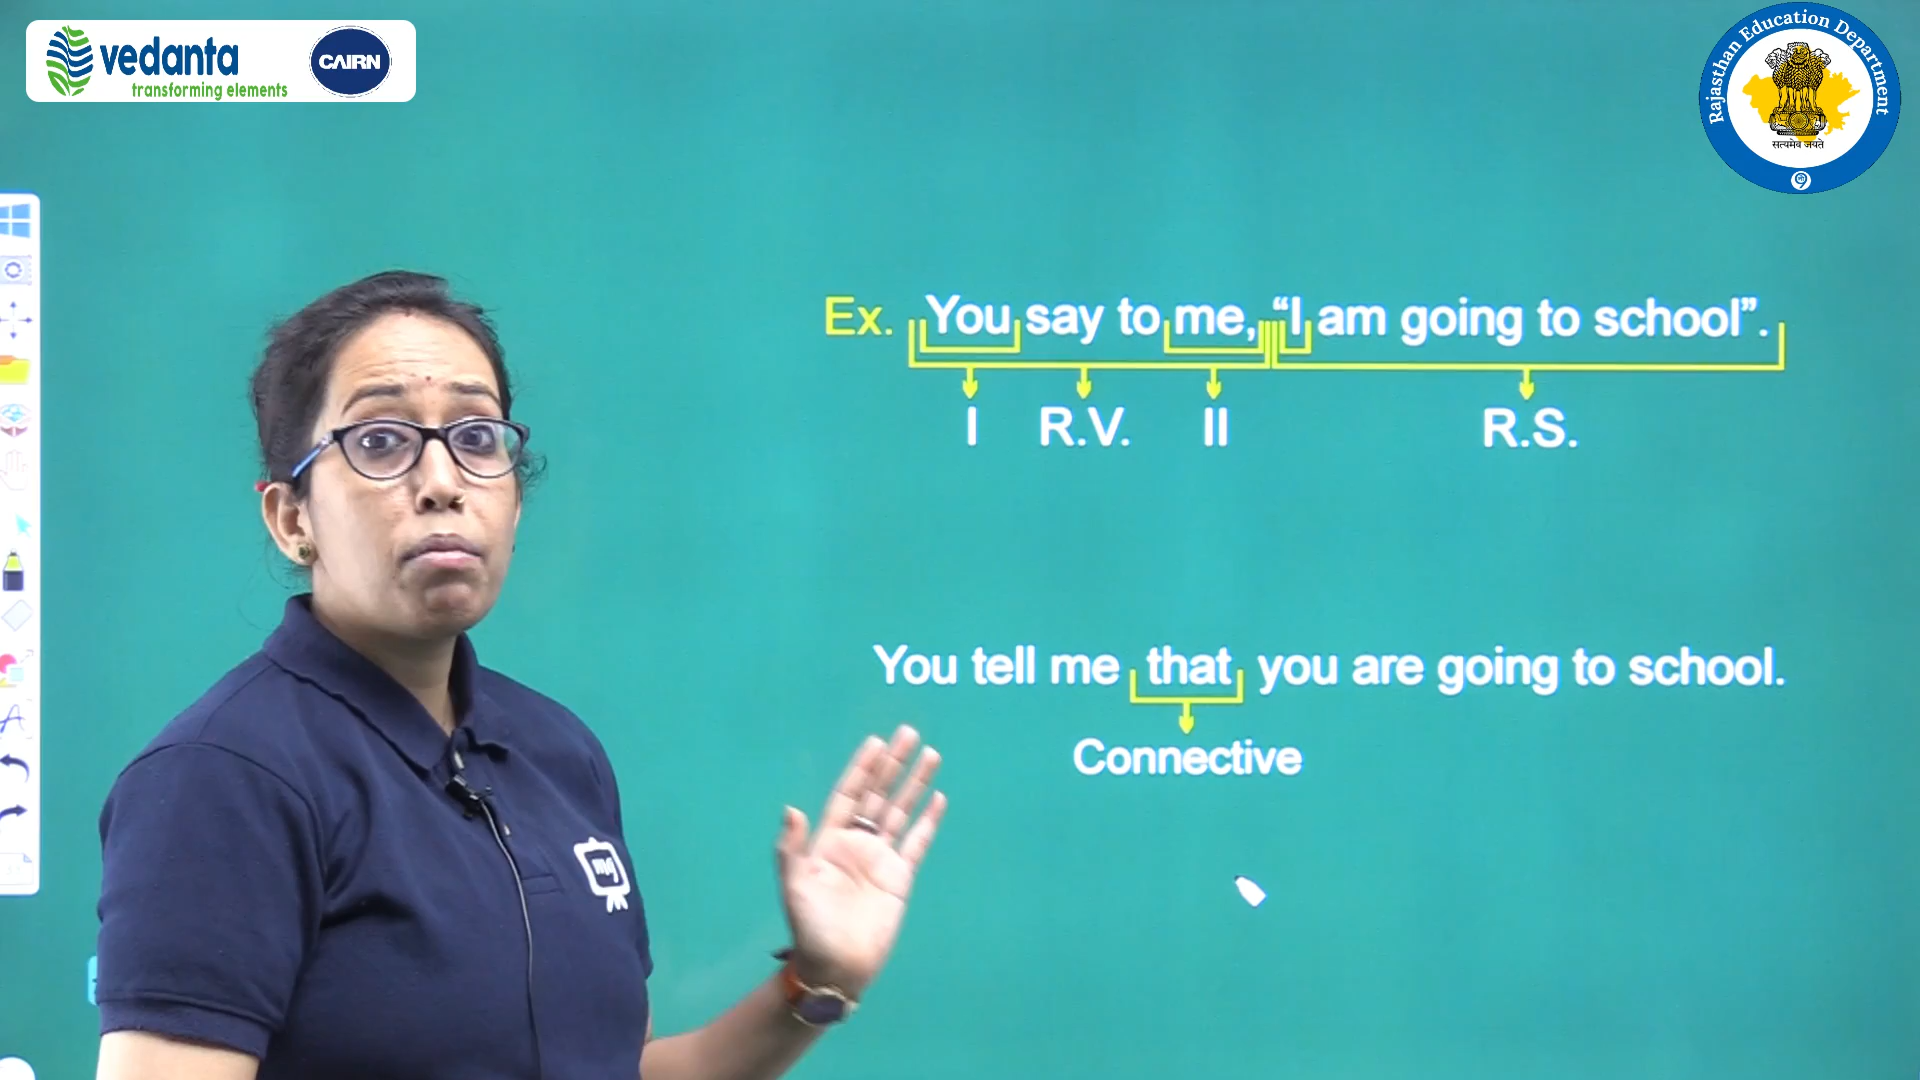 vedanta
transforming elements
CAIRN
Rajasthan Education Department
सत्यमेव जयते
Ex. You say to me, “I am going to school”.
I R.V. II R.S.
You tell me that you are going to school.
Connective